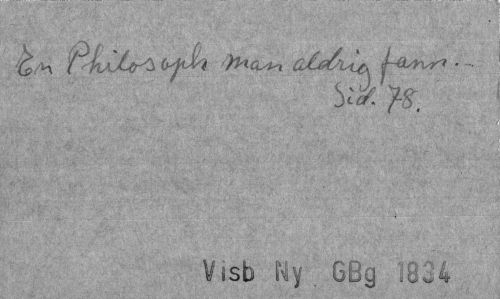 En Philosoph man aldrig fann. -
Sid. 78.
Visb Ny GBg 1834